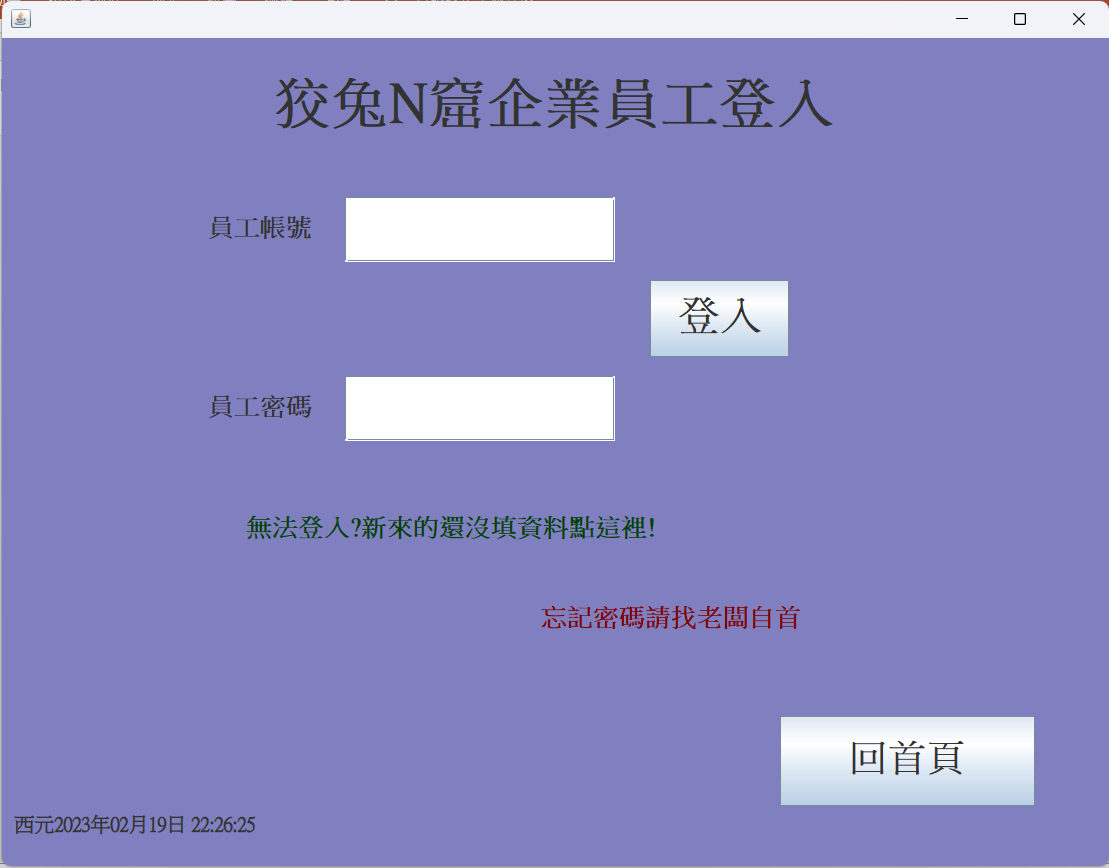 狡兔N窟企業員工登入
員工帳號
登入
員工密碼
無法登入?新來的還沒填資料點這裡!
忘記密碼請找老闆自首
回首頁
西元2023年02月19日 22:26:25